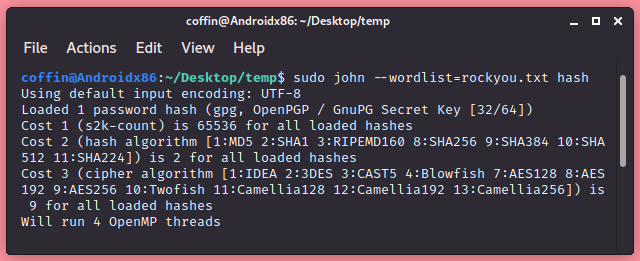 coffin@Androidx86: ~/Desktop/temp
File Actions Edit View Help
coffin@Androidx86:~/Desktop/temp$ sudo john --wordlist=rockyou.txt hash
Using default input encoding: UTF-8
Loaded 1 password hash (gpg, OpenPGP / GnuPG Secret Key [32/64])
Cost 1 (s2k-count) is 65536 for all loaded hashes
Cost 2 (hash algorithm [1:MD5 2:SHA1 3:RIPEMD160 8:SHA256 9:SHA384 10:SHA
512 11:SHA224]) is 2 for all loaded hashes
Cost 3 (cipher algorithm [1:IDEA 2:3DES 3:CAST5 4:Blowfish 7:AES128 8:AES
192 9:AES256 10:Twofish 11:Camellia128 12:Camellia192 13:Camellia256]) is
 9 for all loaded hashes
Will run 4 OpenMP threads